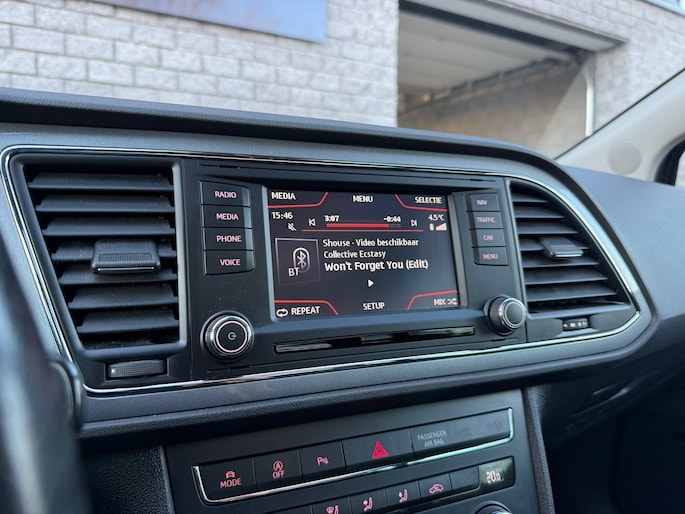 RADIO
MEDIA
PHONE
VOICE
MEDIA MENU SELECTIE
15:46 3:07 -0:44 4.5°C
Shouse · Video beschikbaar
Collective Ecstasy
Won't Forget You (Edit)
BT
REPEAT SETUP MIX
NAV
TRAFFIC
CAR
MENU
MODE
OFF
PASSENGER
AIR BAG
20.0